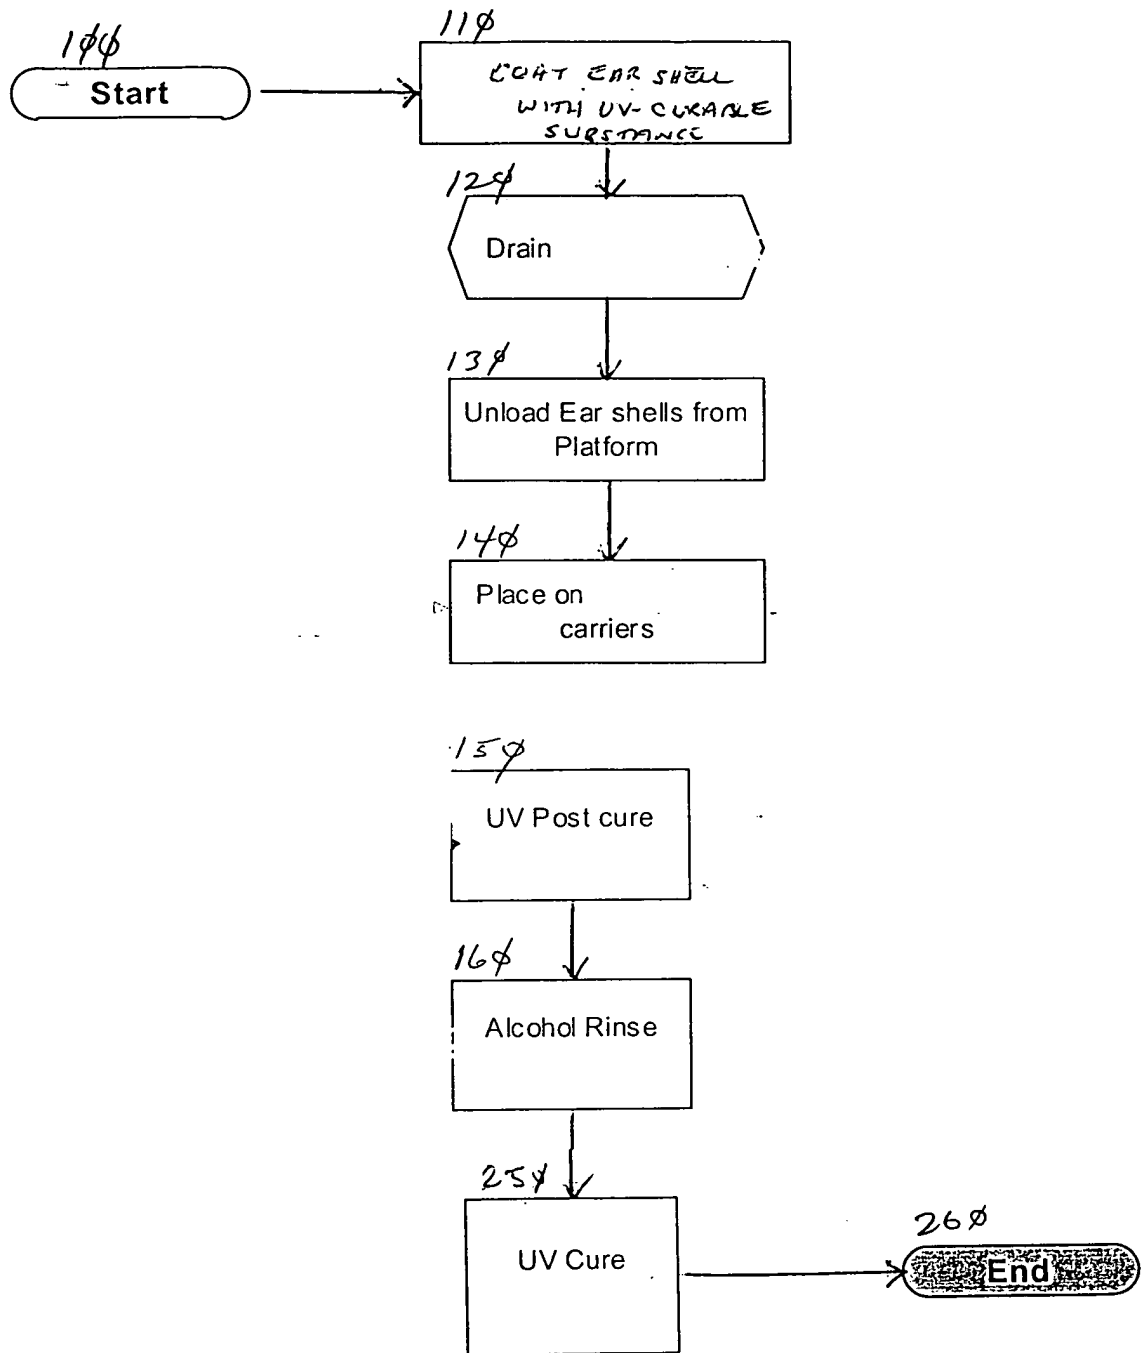 100
Start
110
COAT EAR SHELL
WITH UV-CURABLE
SUBSTANCE
120
Drain
130
Unload Ear shells from
Platform
140
Place on
carriers
150
UV Post cure
160
Alcohol Rinse
250
UV Cure
260
End